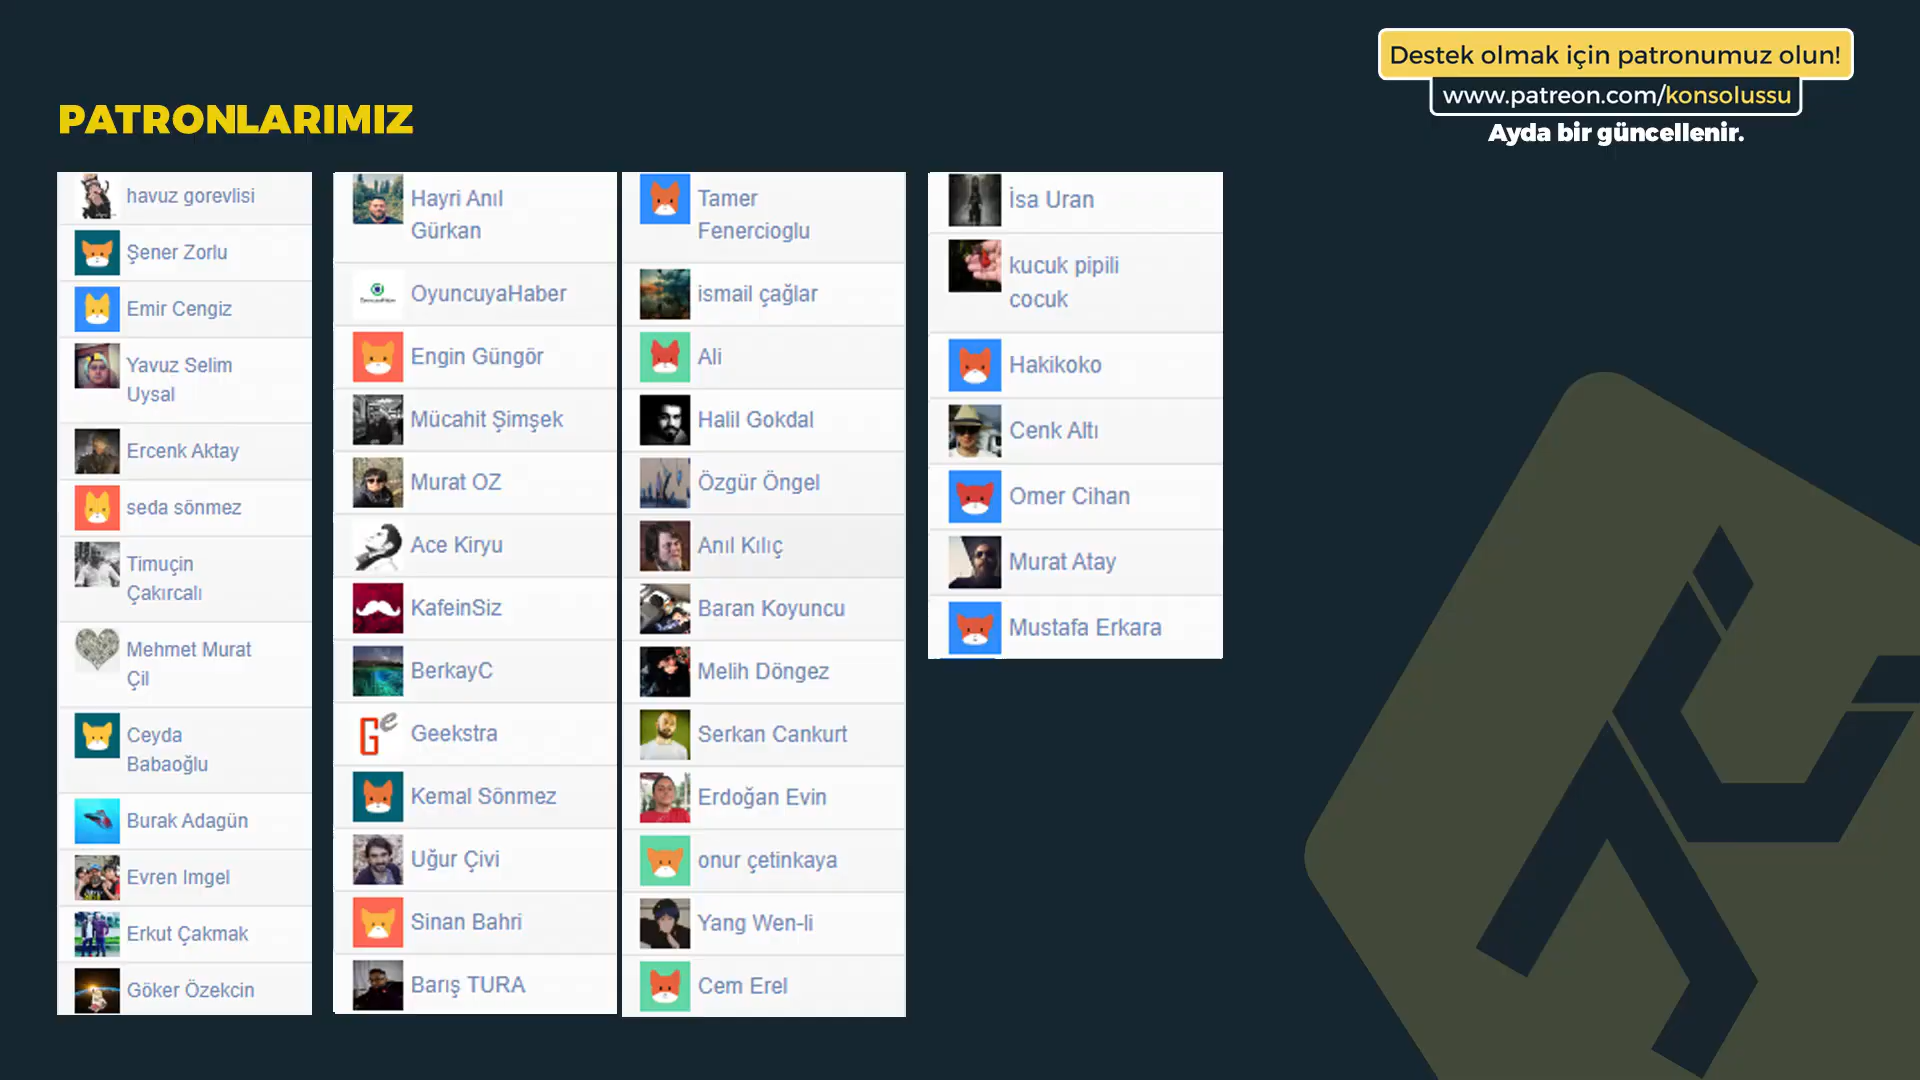 Destek olmak için patronumuz olun!
www.patreon.com/konsolussu
Ayda bir güncellenir.
PATRONLARIMIZ
havuz gorevlisi
Şener Zorlu
Emir Cengiz
Yavuz Selim
Uysal
Ercenk Aktay
seda sönmez
Timuçin
Çakırcalı
Mehmet Murat
Çil
Ceyda
Babaoğlu
Burak Adagün
Evren Imgel
Erkut Çakmak
Göker Özekcin
Hayri Anıl
Gürkan
OyuncuyaHaber
Engin Güngör
Mücahit Şimşek
Murat OZ
Ace Kiryu
KafeinSiz
BerkayC
Ge
Geekstra
Kemal Sönmez
Uğur Çivi
Sinan Bahri
Barış TURA
Tamer
Fenercioglu
ismail çağlar
Ali
Halil Gokdal
Özgür Öngel
Anıl Kılıç
Baran Koyuncu
Melih Döngez
Serkan Cankurt
Erdoğan Evin
onur çetinkaya
Yang Wen-li
Cem Erel
İsa Uran
kucuk pipili
cocuk
Hakikoko
Cenk Altı
Omer Cihan
Murat Atay
Mustafa Erkara